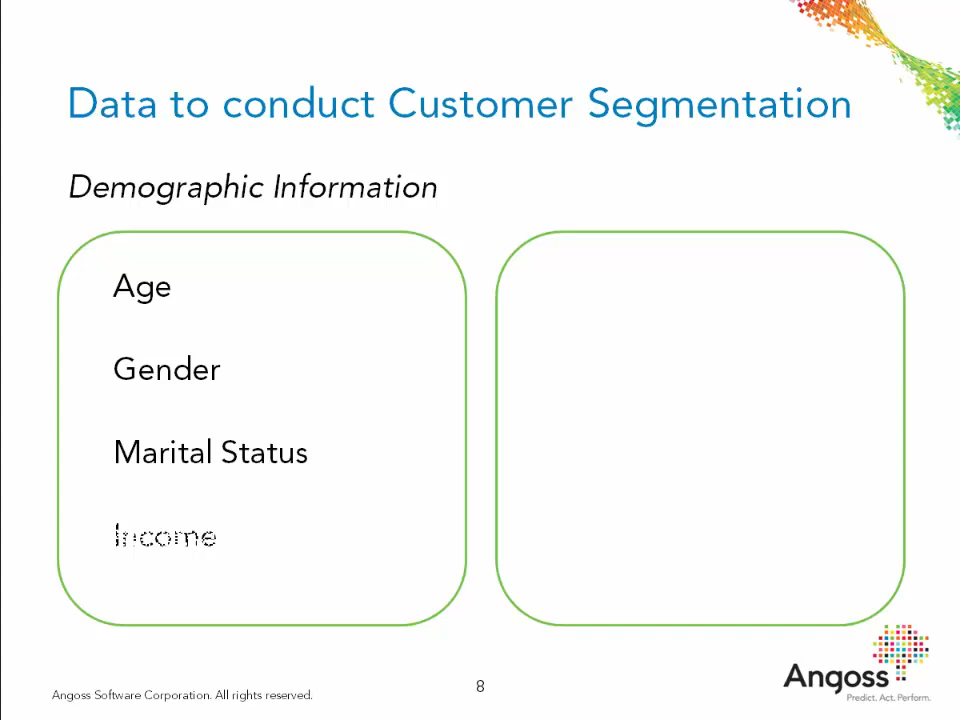 Data to conduct Customer Segmentation
Demographic Information
Age
Gender
Marital Status
Income
Angoss Software Corporation. All rights reserved.
8
Angoss
Predict. Act. Perform.